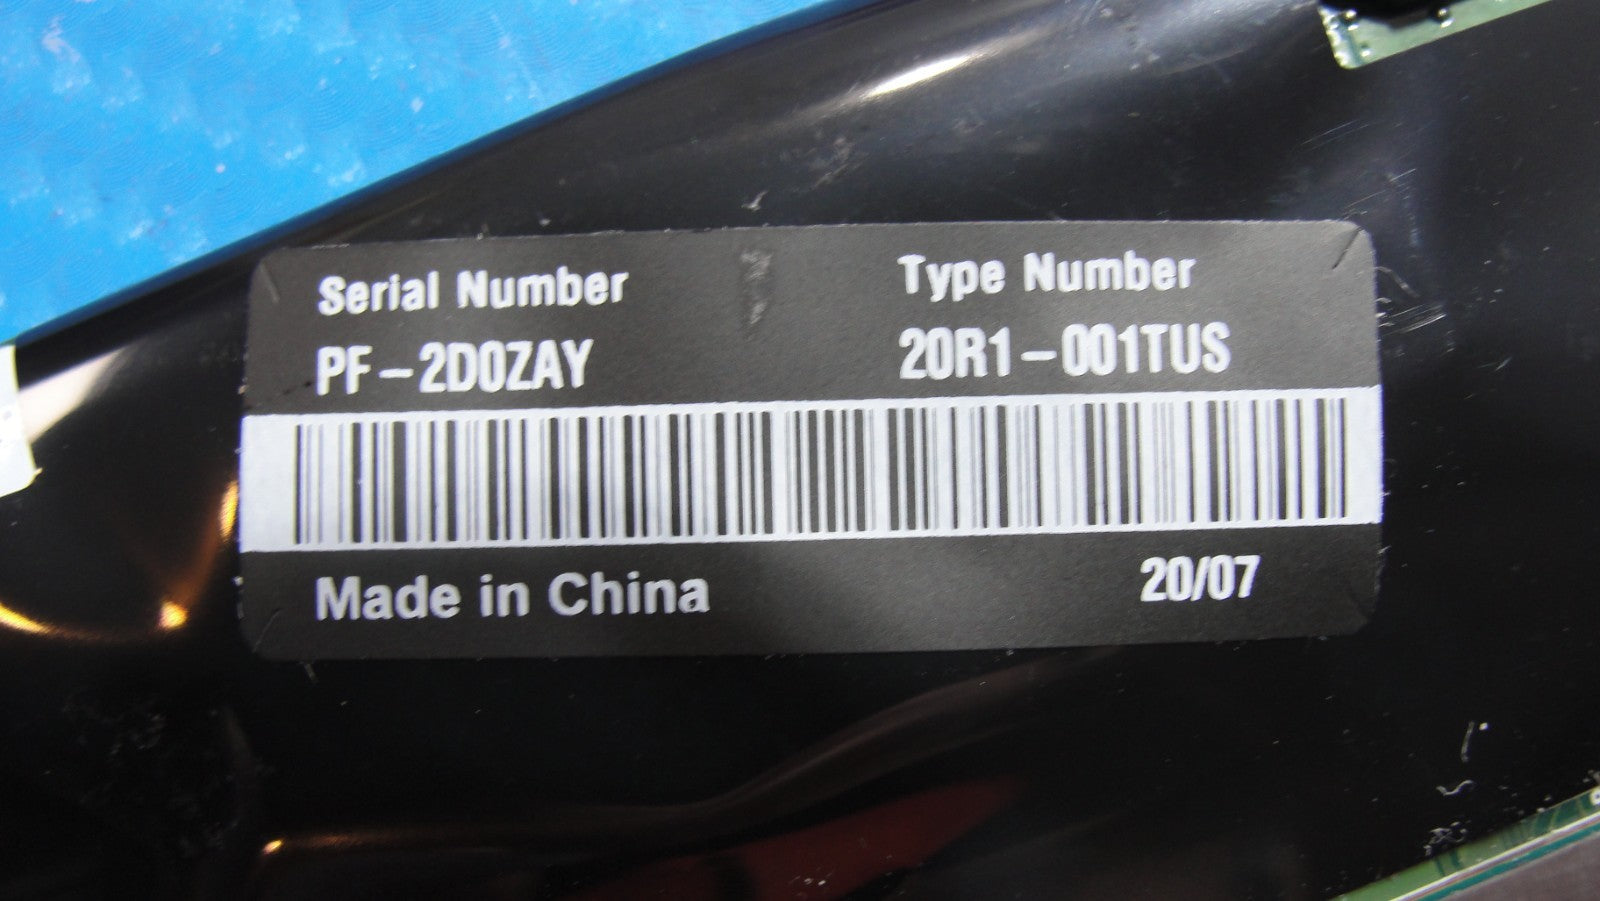 Serial Number Type Number
PF-2D0ZAY 20R1-001TUS
Made in China 20/07